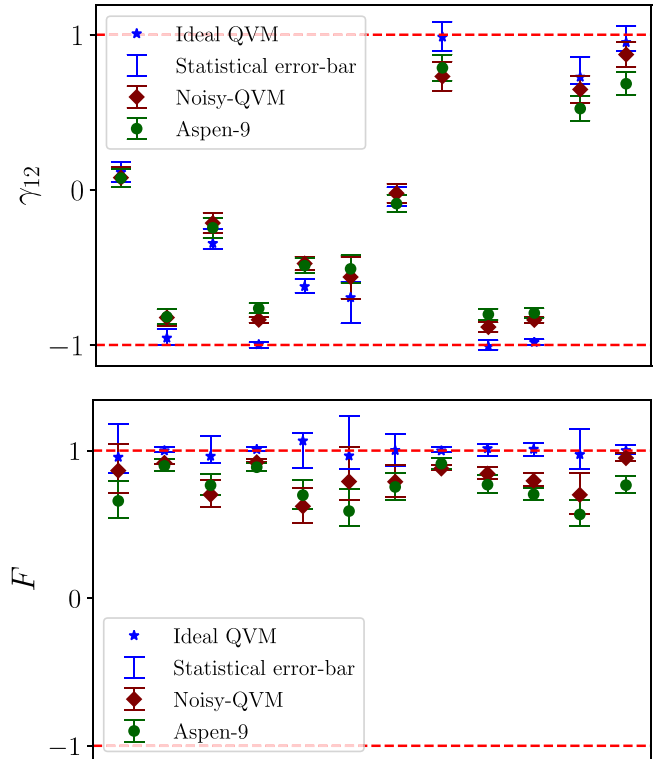 1
Ideal QVM
Statistical error-bar
Noisy-QVM
Aspen-9
γ12
0
−1
1
F
0
Ideal QVM
Statistical error-bar
Noisy-QVM
Aspen-9
−1